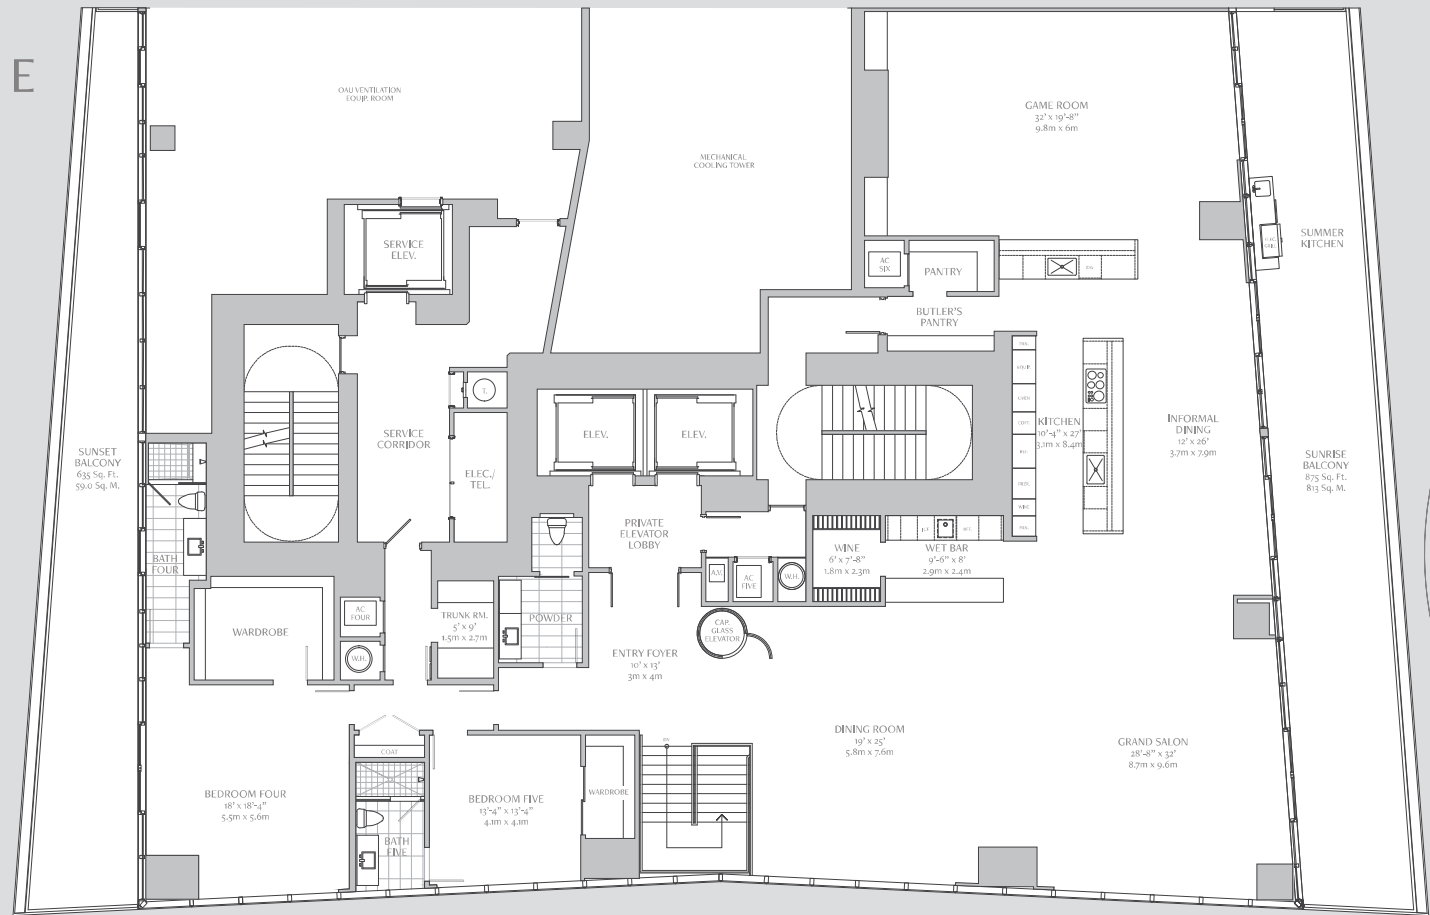 E
OAU VENTILATION
EQUIP. ROOM
MECHANICAL
COOLING TOWER
GAME ROOM
32' x 19'-8"
9.8m x 6m
SERVICE
ELEV.
AC
SIX
PANTRY
SUMMER
KITCHEN
BUTLER'S
PANTRY
T.
ELEV.
ELEV.
SERVICE
CORRIDOR
ELEC./
TEL.
KITCHEN
10'-4" x 27'
3.1m x 8.4m
INFORMAL
DINING
12' x 26'
3.7m x 7.9m
SUNSET
BALCONY
635 Sq. Ft.
59.0 Sq. M.
SUNRISE
BALCONY
875 Sq. Ft.
813 Sq. M.
PRIVATE
ELEVATOR
LOBBY
WINE
6' x 7'-8"
1.8m x 2.3m
WET BAR
9'-6" x 8'
2.9m x 2.4m
WINE
BATH
FOUR
A.V.
AC
FIVE
W.H.
AC
FOUR
WARDROBE
TRUNK RM.
5' x 9'
1.5m x 2.7m
POWDER
CAP.
GLASS
ELEVATOR
W.H.
ENTRY FOYER
10' x 13'
3m x 4m
DINING ROOM
19' x 25'
5.8m x 7.6m
GRAND SALON
28'-8" x 32'
8.7m x 9.6m
DN
COAT
BEDROOM FOUR
18' x 18'-4"
5.5m x 5.6m
BEDROOM FIVE
13'-4" x 13'-4"
4.1m x 4.1m
WARDROBE
BATH
FIVE